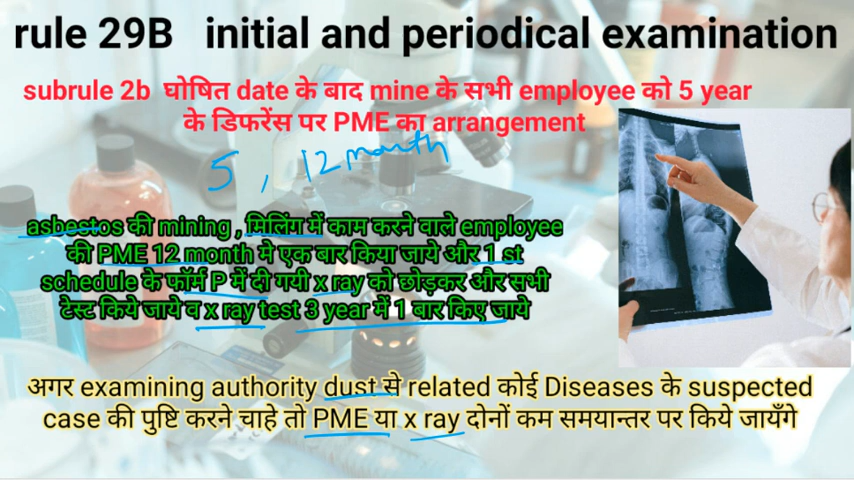 rule 29B initial and periodical examination
subrule 2b घोषित date के बाद mine के सभी employee को 5 year
के डिफरेंस पर PME का arrangement
5 , 12 month
asbestos की mining , मिलिंग में काम करने वाले employee
की PME 12 month मे एक बार किया जाये और 1 st
schedule के फॉर्म P में दी गयी x ray को छोड़कर और सभी
टेस्ट किये जाये व x ray test 3 year में 1 बार किए जाये
अगर examining authority dust से related कोई Diseases के suspected
case की पुष्टि करने चाहे तो PME या x ray दोनों कम समयान्तर पर किये जायँगे